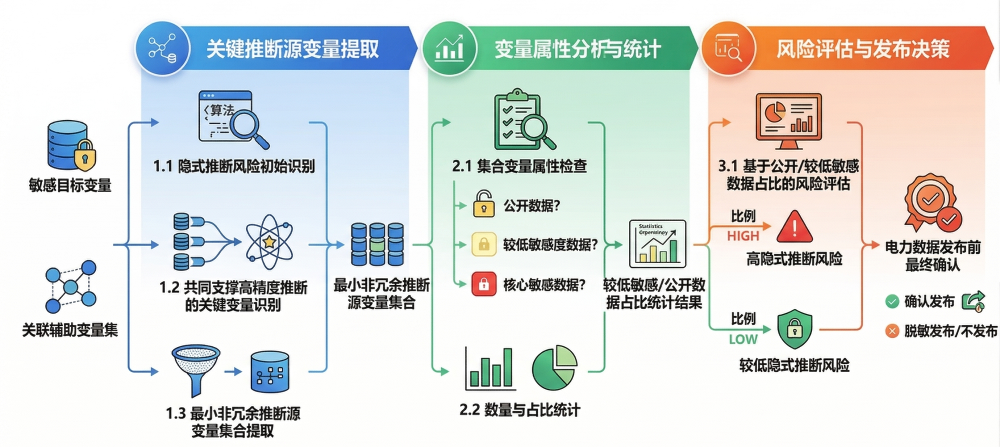 关键推断源变量提取
变量属性分析与统计
风险评估与发布决策
敏感目标变量
关联辅助变量集
<算法
1.1 隐式推断风险初始识别
1.2 共同支撑高精度推断
的关键变量识别
1.3 最小非冗余推断源
变量集合提取
最小非冗余推断
源变量集合
2.1 集合变量属性检查
公开数据?
较低敏感度数据?
核心敏感数据?
2.2 数量与占比统计
较低敏感/公开数
据占比统计结果
3.1 基于公开/较低敏感
数据占比的风险评估
比例
HIGH
高隐式推断风险
比例
LOW
较低隐式推断风险
电力数据发布前
最终确认
确认发布
脱敏发布/不发布